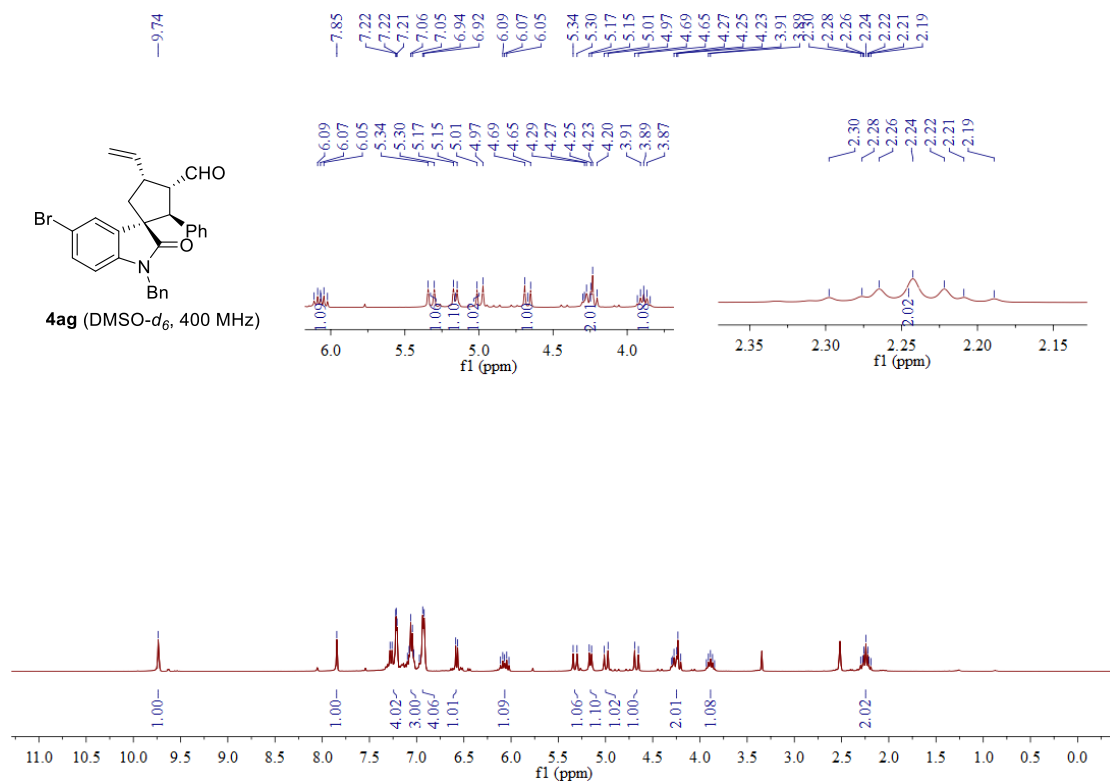 9.74 7.85 7.22 7.22 7.21 7.06 7.05 6.94 6.92 6.09 6.07 6.05 5.34 5.30 5.17 5.15 5.01 4.97 4.69 4.65 4.27 4.25 4.23 3.91 3.89 2.30 2.28 2.26 2.24 2.22 2.21 2.19
6.09 6.07 6.05 5.34 5.30 5.17 5.15 5.01 4.97 4.69 4.65 4.29 4.27 4.25 4.23 4.20 3.91 3.89 3.87
2.30 2.28 2.26 2.24 2.22 2.21 2.19
CHO
Br
Ph
O
N
Bn
4ag (DMSO-d6, 400 MHz)
1.09 1.06 1.10 1.02 1.00 2.01 1.08
6.0 5.5 5.0 4.5 4.0
f1 (ppm)
2.02
2.35 2.30 2.25 2.20 2.15
f1 (ppm)
1.00 1.00 4.02 3.00 4.06 1.01 1.09 1.06 1.10 1.02 1.00 2.01 1.08 2.02
11.0 10.5 10.0 9.5 9.0 8.5 8.0 7.5 7.0 6.5 6.0 5.5 5.0 4.5 4.0 3.5 3.0 2.5 2.0 1.5 1.0 0.5 0.0
f1 (ppm)